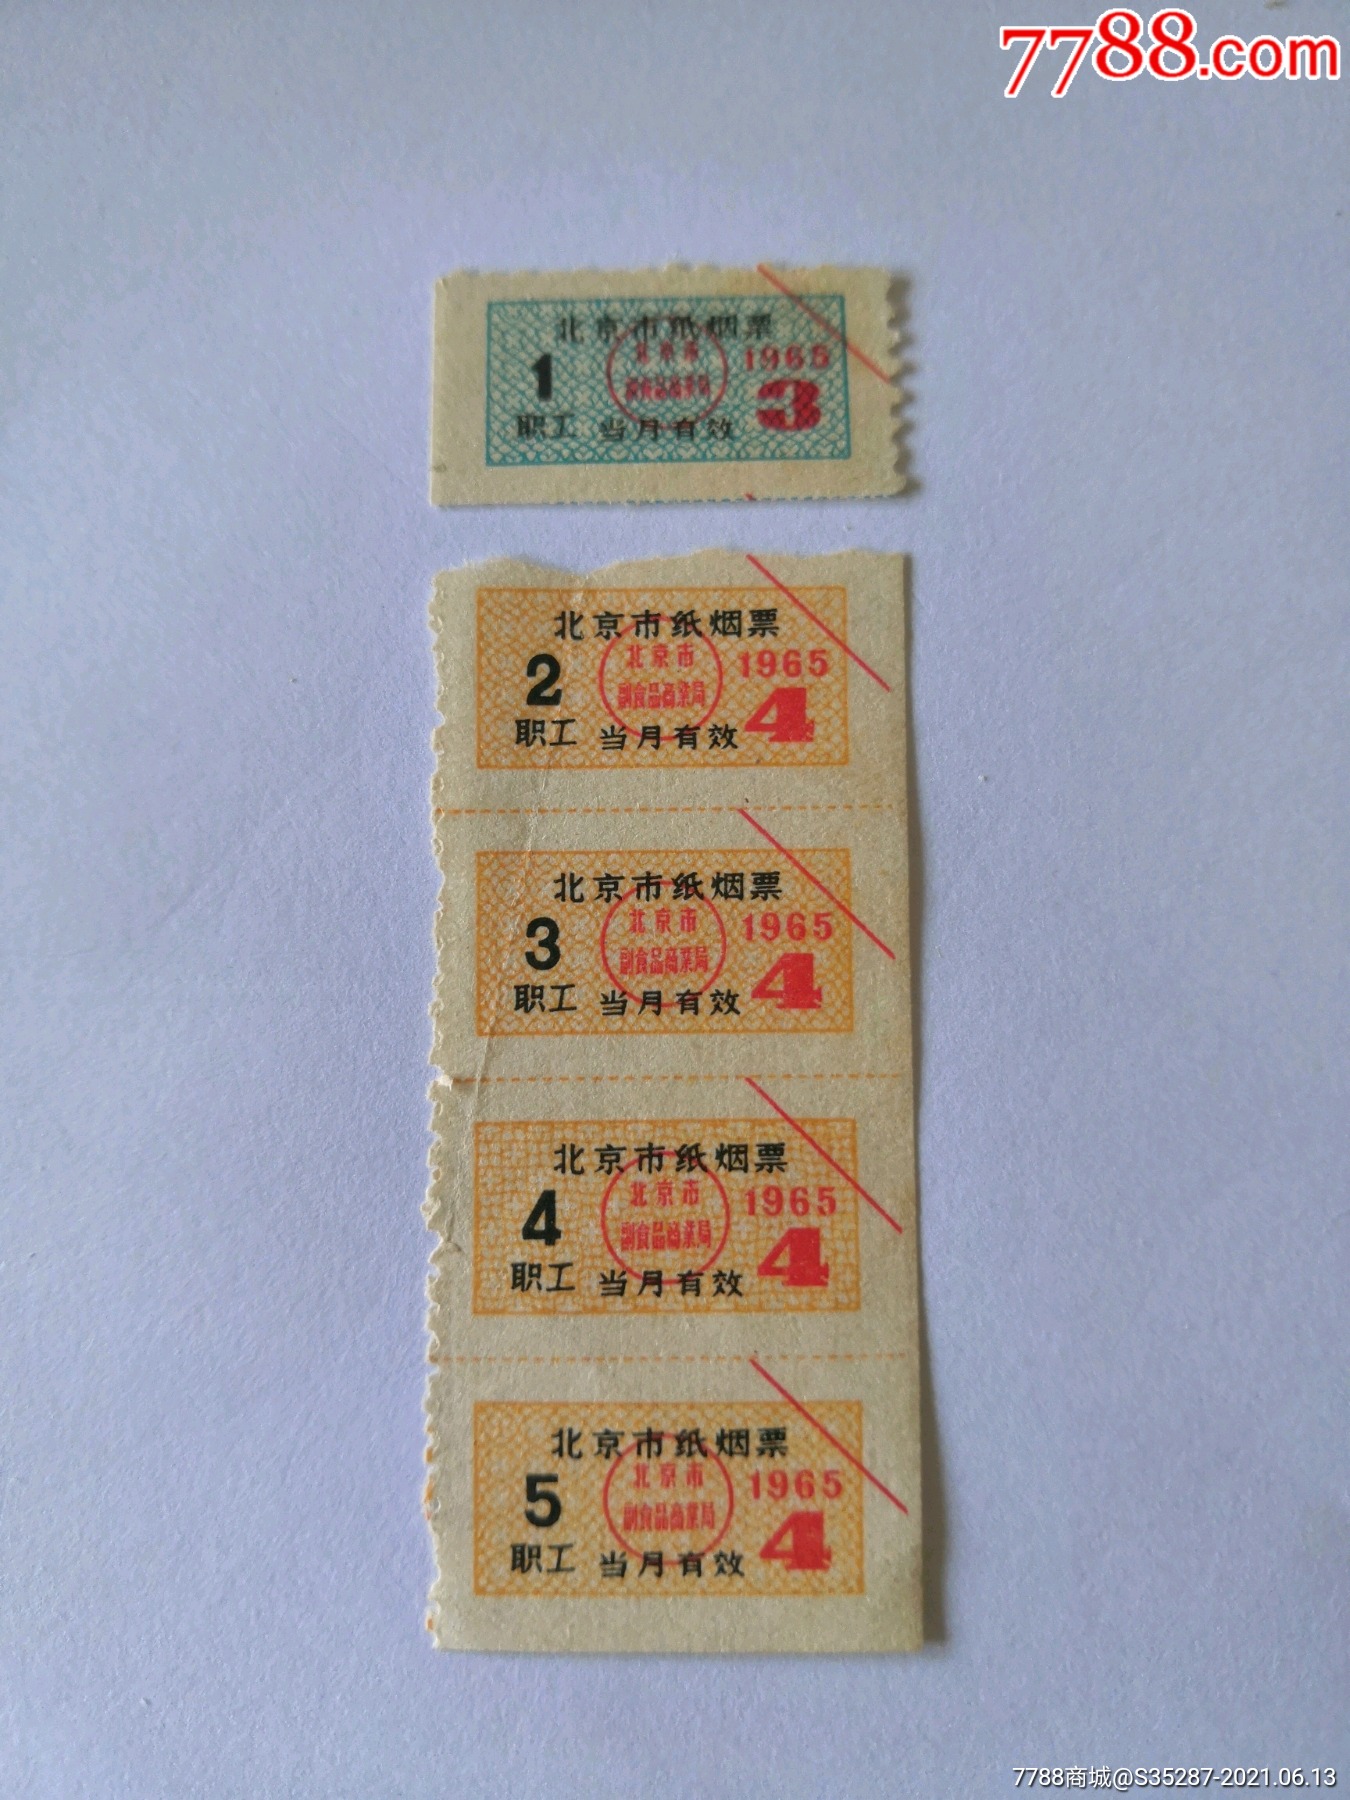 7788.com
北京市纸烟票
北京市
1965
1
副食品商業局
3
职工 当月有效
北京市纸烟票
北京市
1965
2
副食品商業局
4
职工 当月有效
北京市纸烟票
北京市
1965
3
副食品商業局
4
职工 当月有效
北京市纸烟票
北京市
1965
4
副食品商業局
4
职工 当月有效
北京市纸烟票
北京市
1965
5
副食品商業局
4
职工 当月有效
7788商城@S35287-2021.06.13